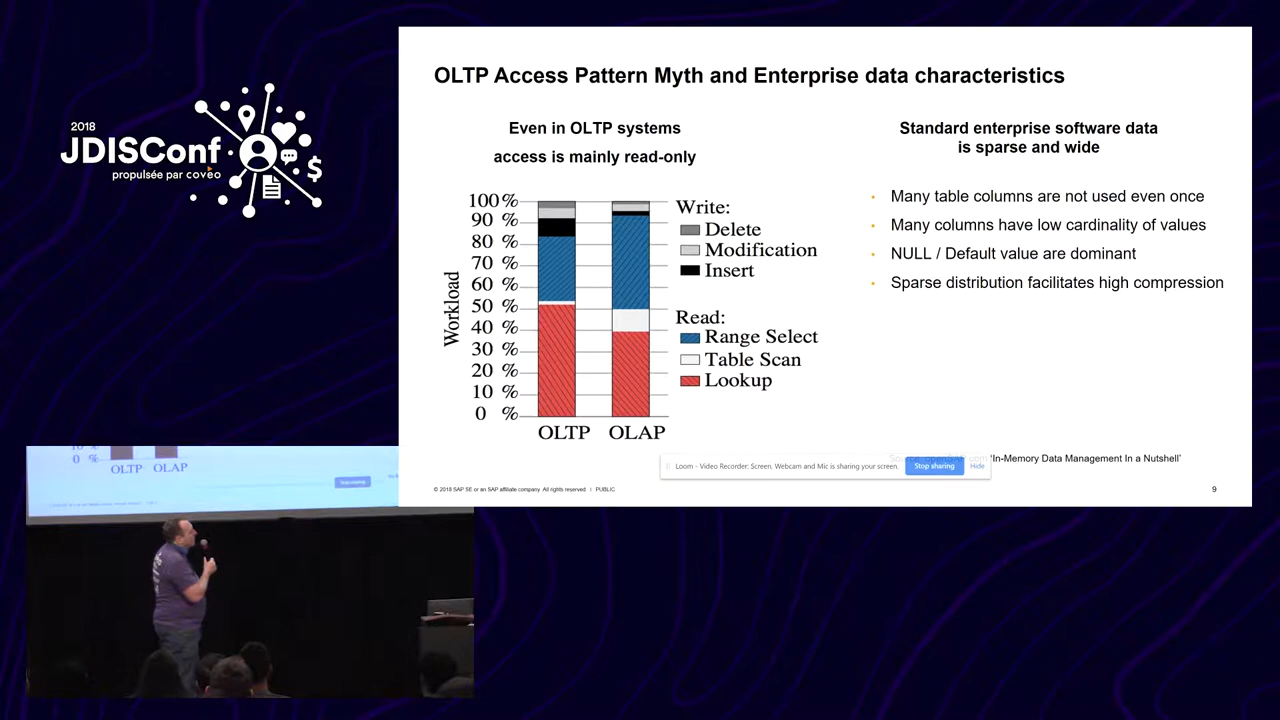 2018
JDISConf
propulsée par coveo
OLTP Access Pattern Myth and Enterprise data characteristics
Even in OLTP systems
access is mainly read-only
100 %
90 %
80 %
70 %
60 %
50 %
40 %
30 %
20 %
10 %
0 %
Workload
OLTP OLAP
Write:
Delete
Modification
Insert
Read:
Range Select
Table Scan
Lookup
Standard enterprise software data
is sparse and wide
• Many table columns are not used even once
• Many columns have low cardinality of values
• NULL / Default value are dominant
• Sparse distribution facilitates high compression
'In-Memory Data Management In a Nutshell'
Loom - Video Recorder: Screen, Webcam and Mic is sharing your screen. Stop sharing Hide
© 2018 SAP SE or an SAP affiliate company. All rights reserved. | PUBLIC
9
0 %
OLTP OLAP